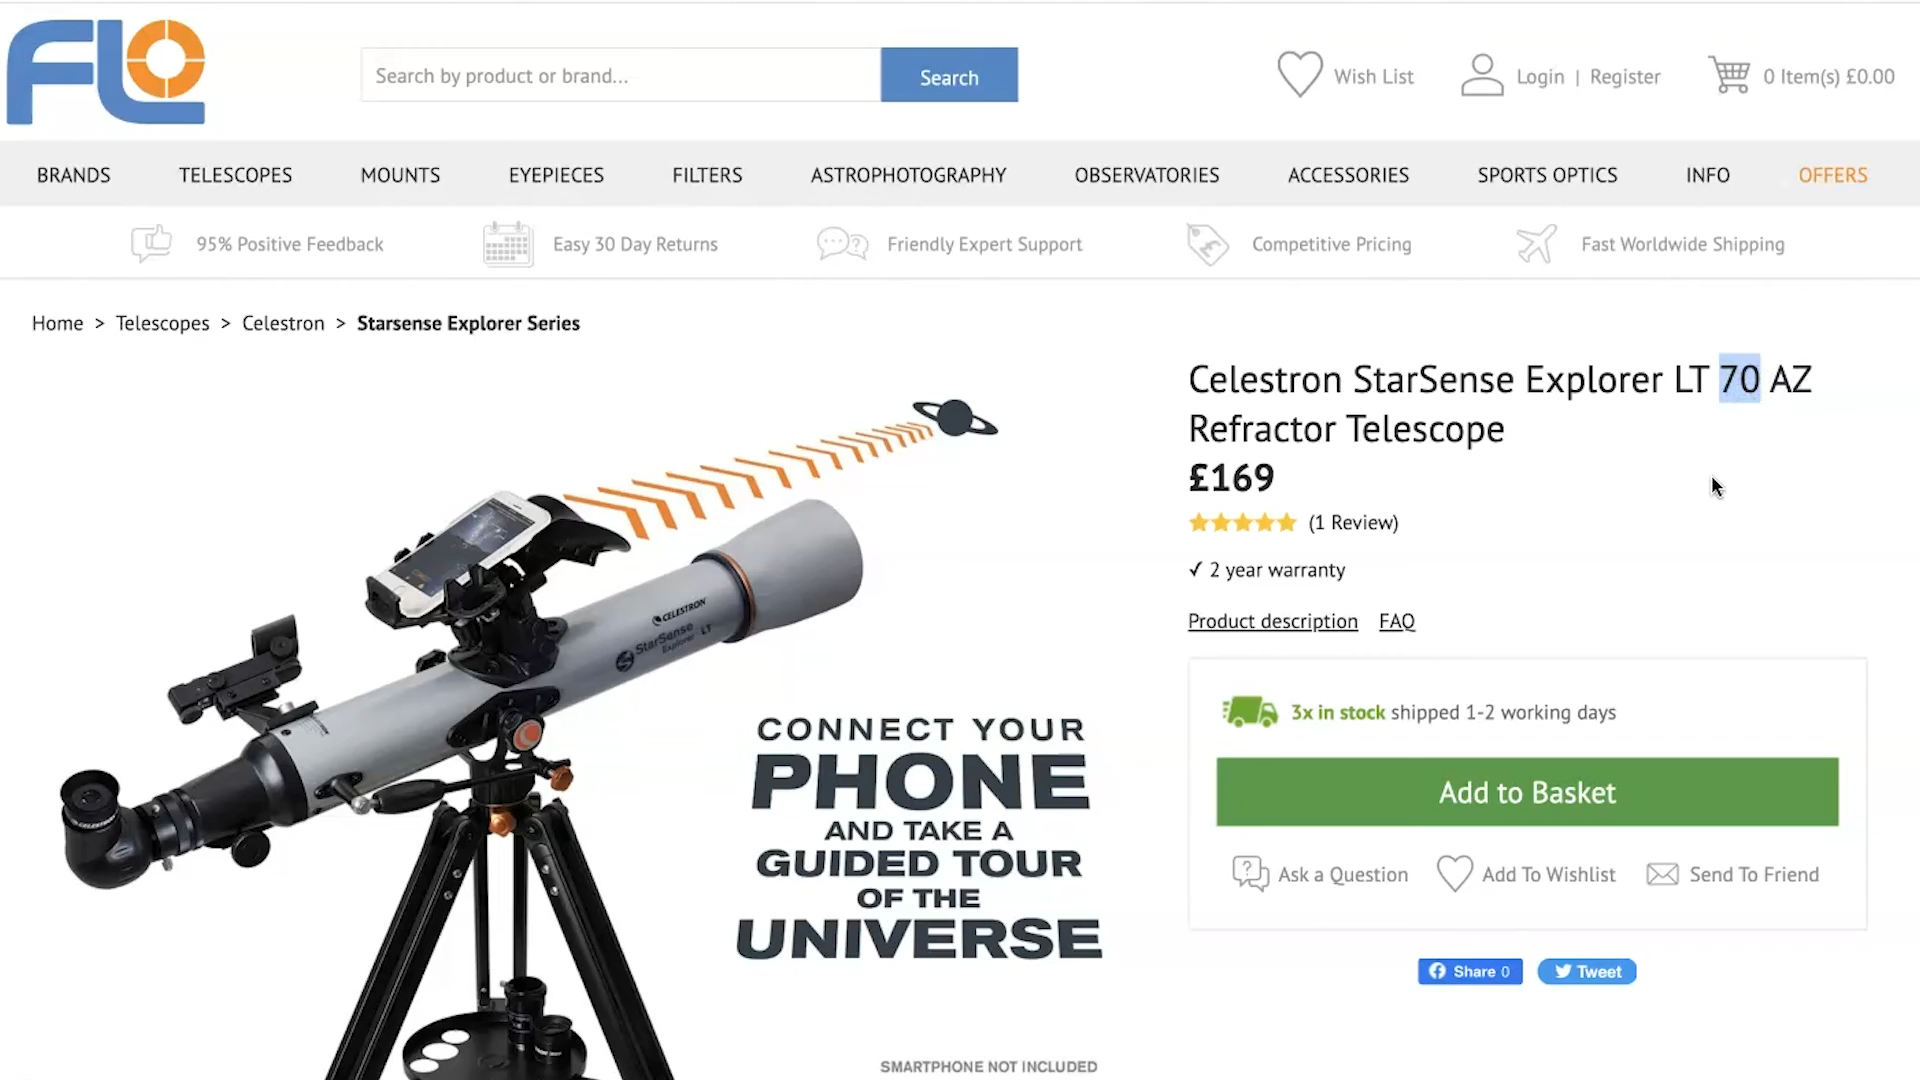 FLO
Search by product or brand...
Search
Wish List
Login | Register
0 Item(s) £0.00
BRANDS
TELESCOPES
MOUNTS
EYEPIECES
FILTERS
ASTROPHOTOGRAPHY
OBSERVATORIES
ACCESSORIES
SPORTS OPTICS
INFO
OFFERS
95% Positive Feedback
Easy 30 Day Returns
Friendly Expert Support
Competitive Pricing
Fast Worldwide Shipping
Home > Telescopes > Celestron > Starsense Explorer Series
Celestron StarSense Explorer LT 70 AZ
Refractor Telescope
£169
(1 Review)
✓ 2 year warranty
Product description FAQ
3x in stock shipped 1-2 working days
Add to Basket
Ask a Question
Add To Wishlist
Send To Friend
Share 0
Tweet
CELESTRON
StarSense
Explorer LT
CONNECT YOUR
PHONE
AND TAKE A
GUIDED TOUR
OF THE
UNIVERSE
SMARTPHONE NOT INCLUDED